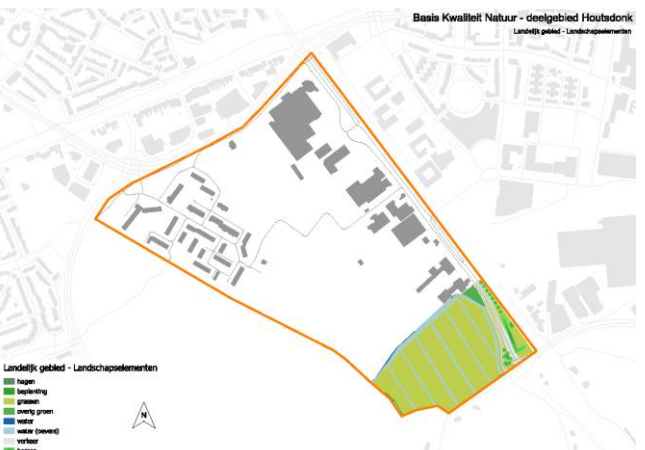 Basis Kwaliteit Natuur - deelgebied Houtsdonk
Landelijk gebied - Landschapselementen
Landelijk gebied - Landschapselementen
hagen
beplanting
grassen
overig groen
water
water (oevers)
verkeer
N